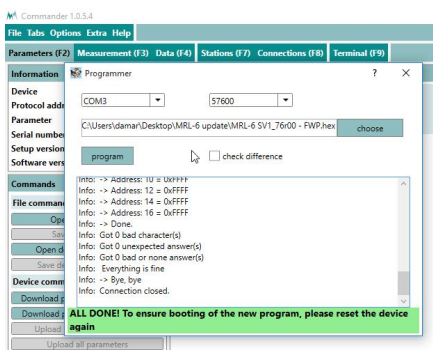 Commander 1.0.5.4
File Tabs Options Extra Help
Parameters (F2) Measurement (F3) Data (F4) Stations (F7) Connections (F8) Terminal (F9)
Information
Programmer ? X
Device
COM3 57600
Protocol addr
Parameter
C:\Users\damar\Desktop\MRL-6 update\MRL-6 SV1_76r00 - FWP.hex choose
Serial number
Setup version
program check difference
Software vers
Commands
File comman
Ope
Sav
Open d
Save de
Device comm
Download p
Download p
Upload
Upload all parameters
Info: -> Address: 10 = 0xFFFF
Info: -> Address: 12 = 0xFFFF
Info: -> Address: 14 = 0xFFFF
Info: -> Address: 16 = 0xFFFF
Info: -> Done.
Info: Got 0 bad character(s)
Info: Got 0 unexpected answer(s)
Info: Got 0 bad or none answer(s)
Info: Everything is fine
Info: -> Bye, bye
Info: Connection closed.
ALL DONE! To ensure booting of the new program, please reset the device
again